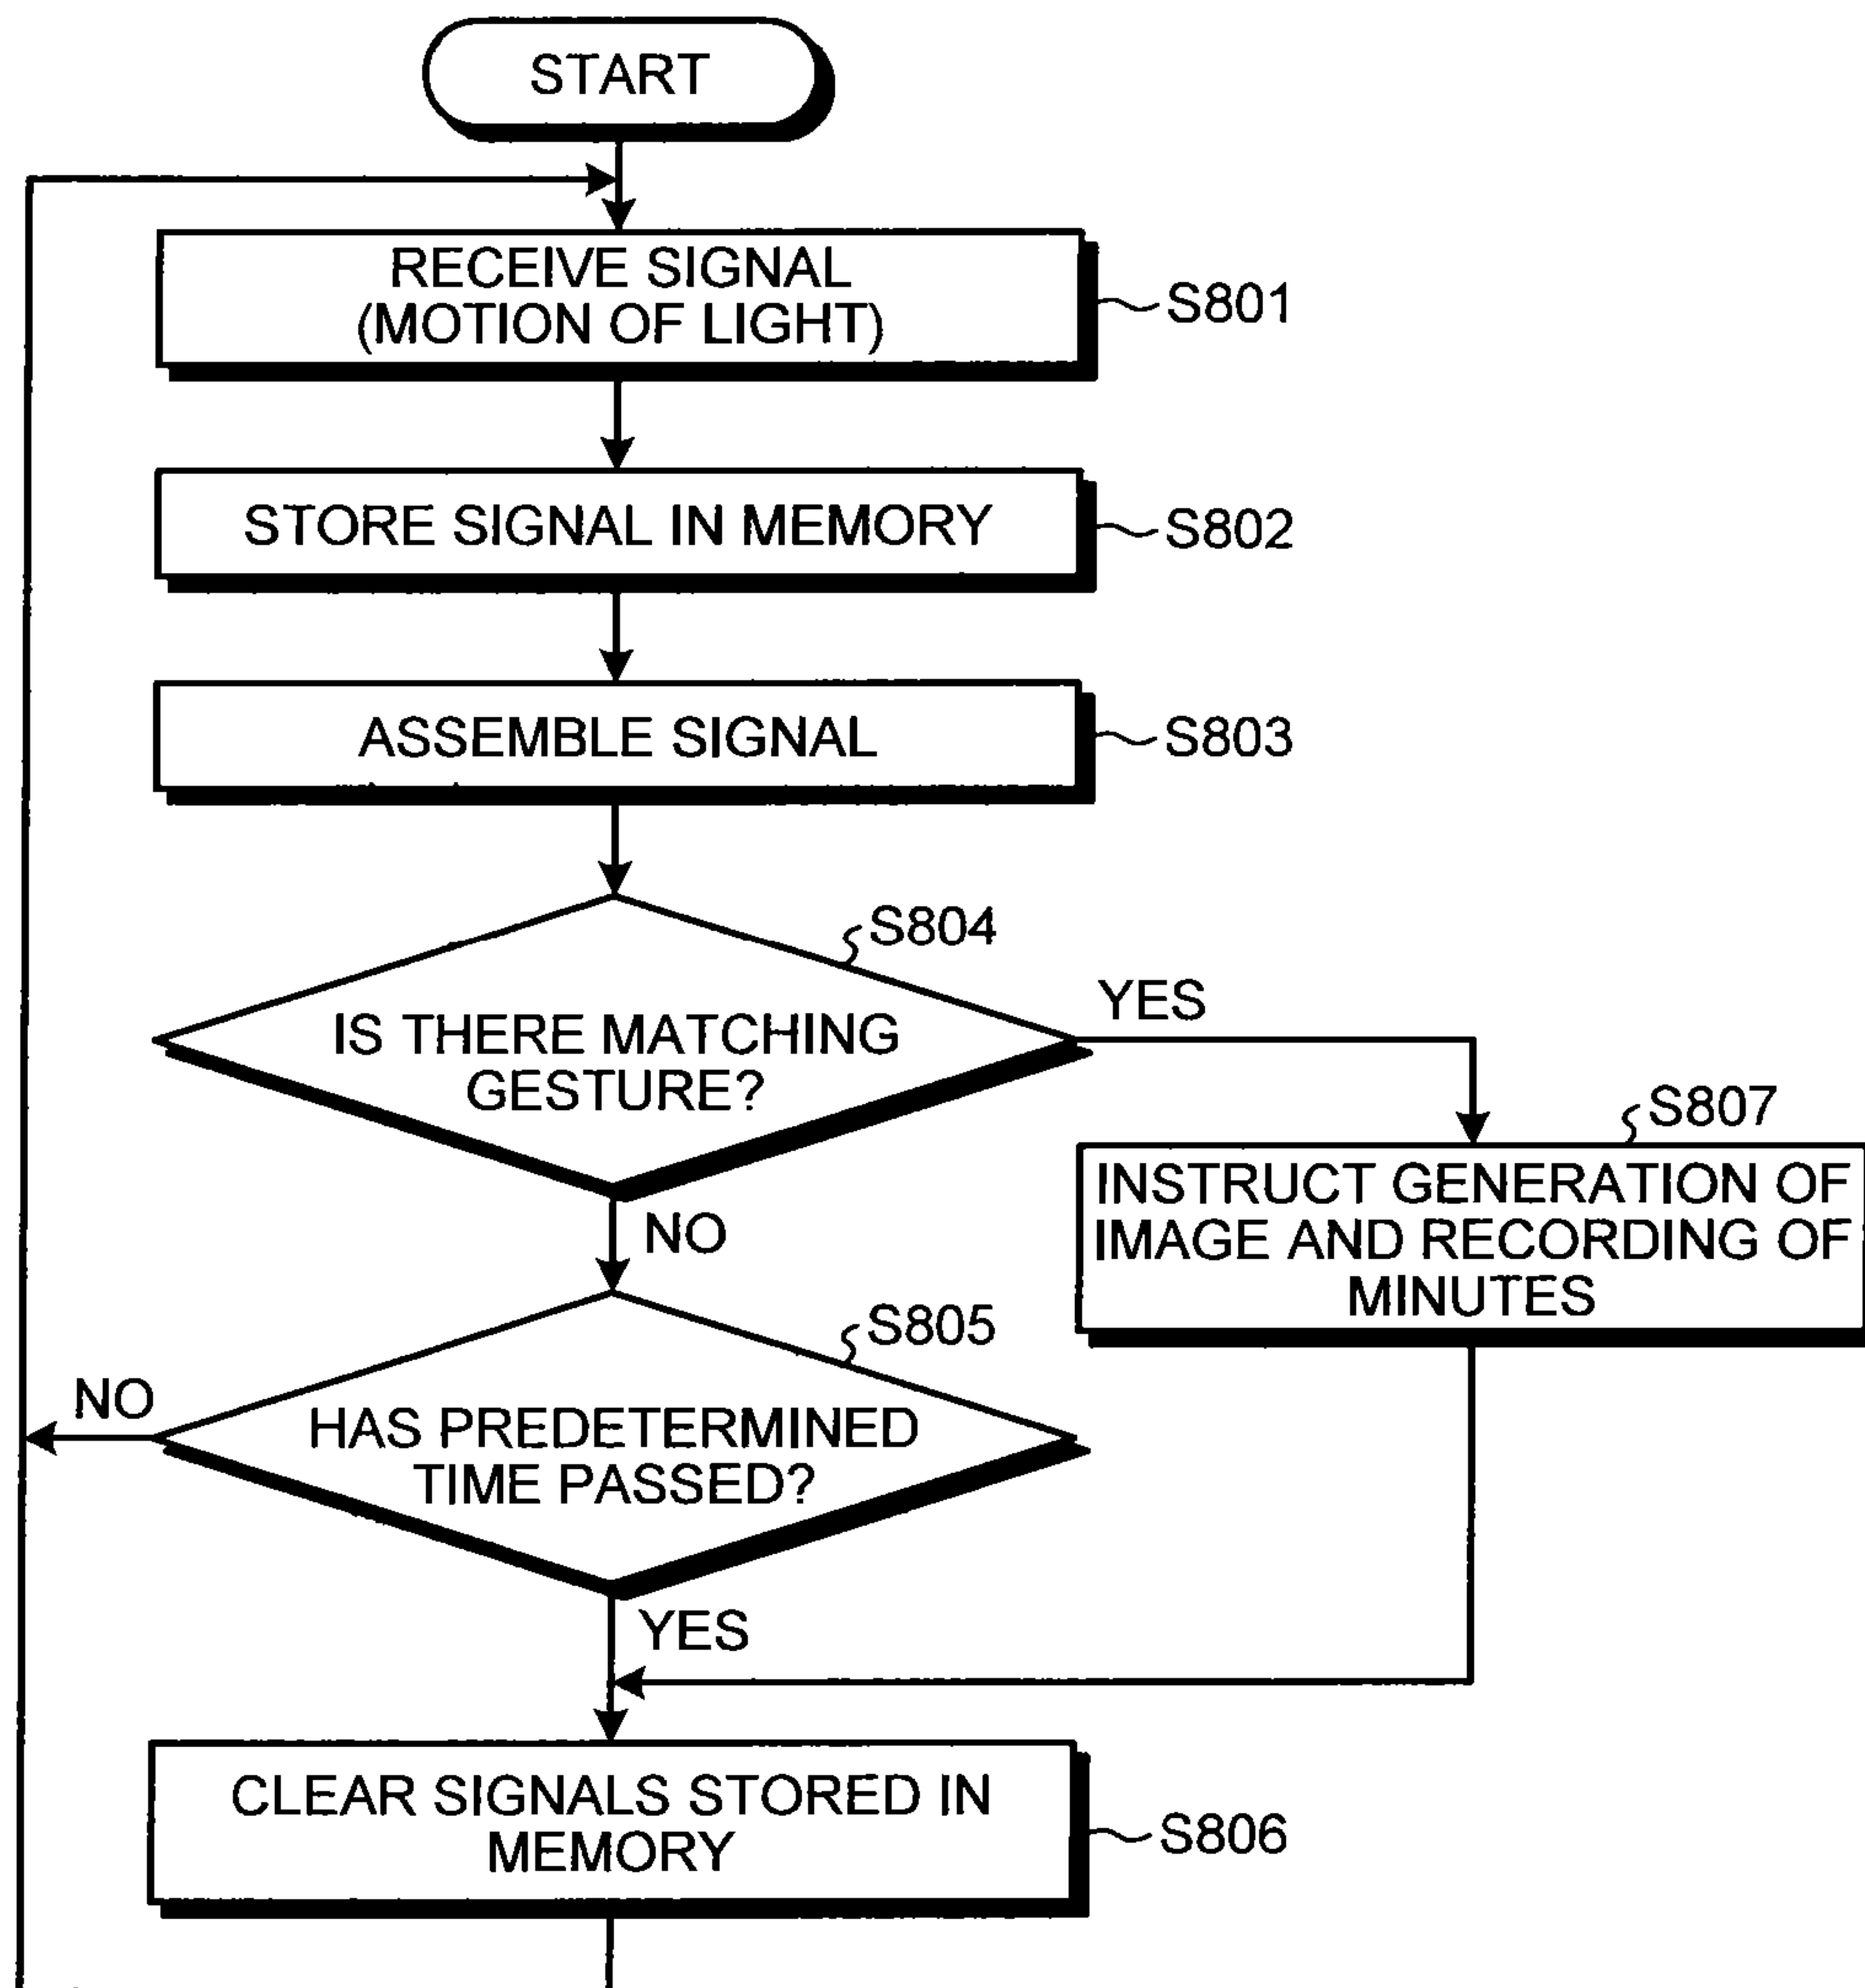 START
RECEIVE SIGNAL
(MOTION OF LIGHT)
S801
STORE SIGNAL IN MEMORY
S802
ASSEMBLE SIGNAL
S803
S804
IS THERE MATCHING
GESTURE?
YES
NO
S807
INSTRUCT GENERATION OF
IMAGE AND RECORDING OF
MINUTES
S805
HAS PREDETERMINED
TIME PASSED?
NO
YES
CLEAR SIGNALS STORED IN
MEMORY
S806